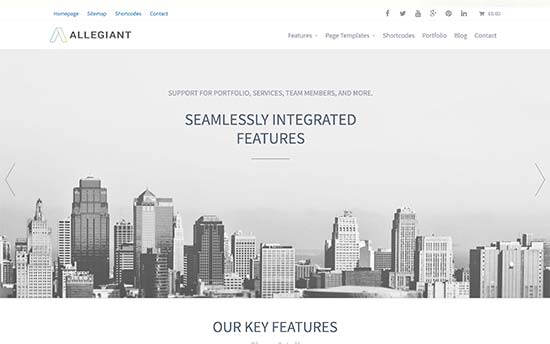 Homepage Sitemap Shortcodes Contact £0.00
ALLEGIANT Features Page Templates Shortcodes Portfolio Blog Contact
SUPPORT FOR PORTFOLIO, SERVICES, TEAM MEMBERS, AND MORE.
SEAMLESSLY INTEGRATED
FEATURES
OUR KEY FEATURES